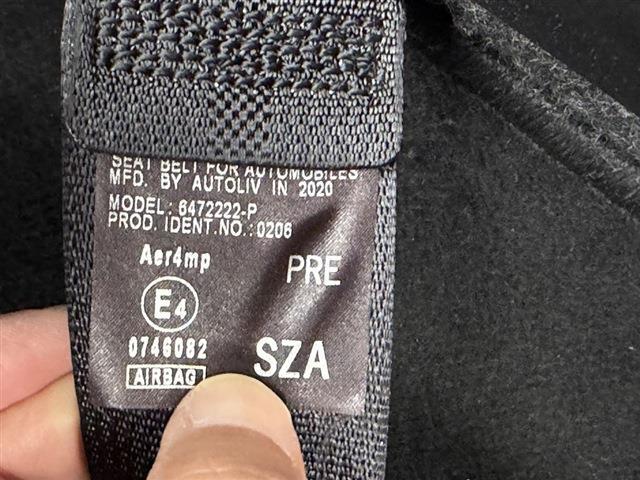 SEAT BELT FOR AUTOMOBILES
MFD. BY AUTOLIV IN 2020
MODEL: 6472222-P
PROD. IDENT.NO.:0206
Aer4mp
PRE
E4
0746082
SZA
AIRBAG